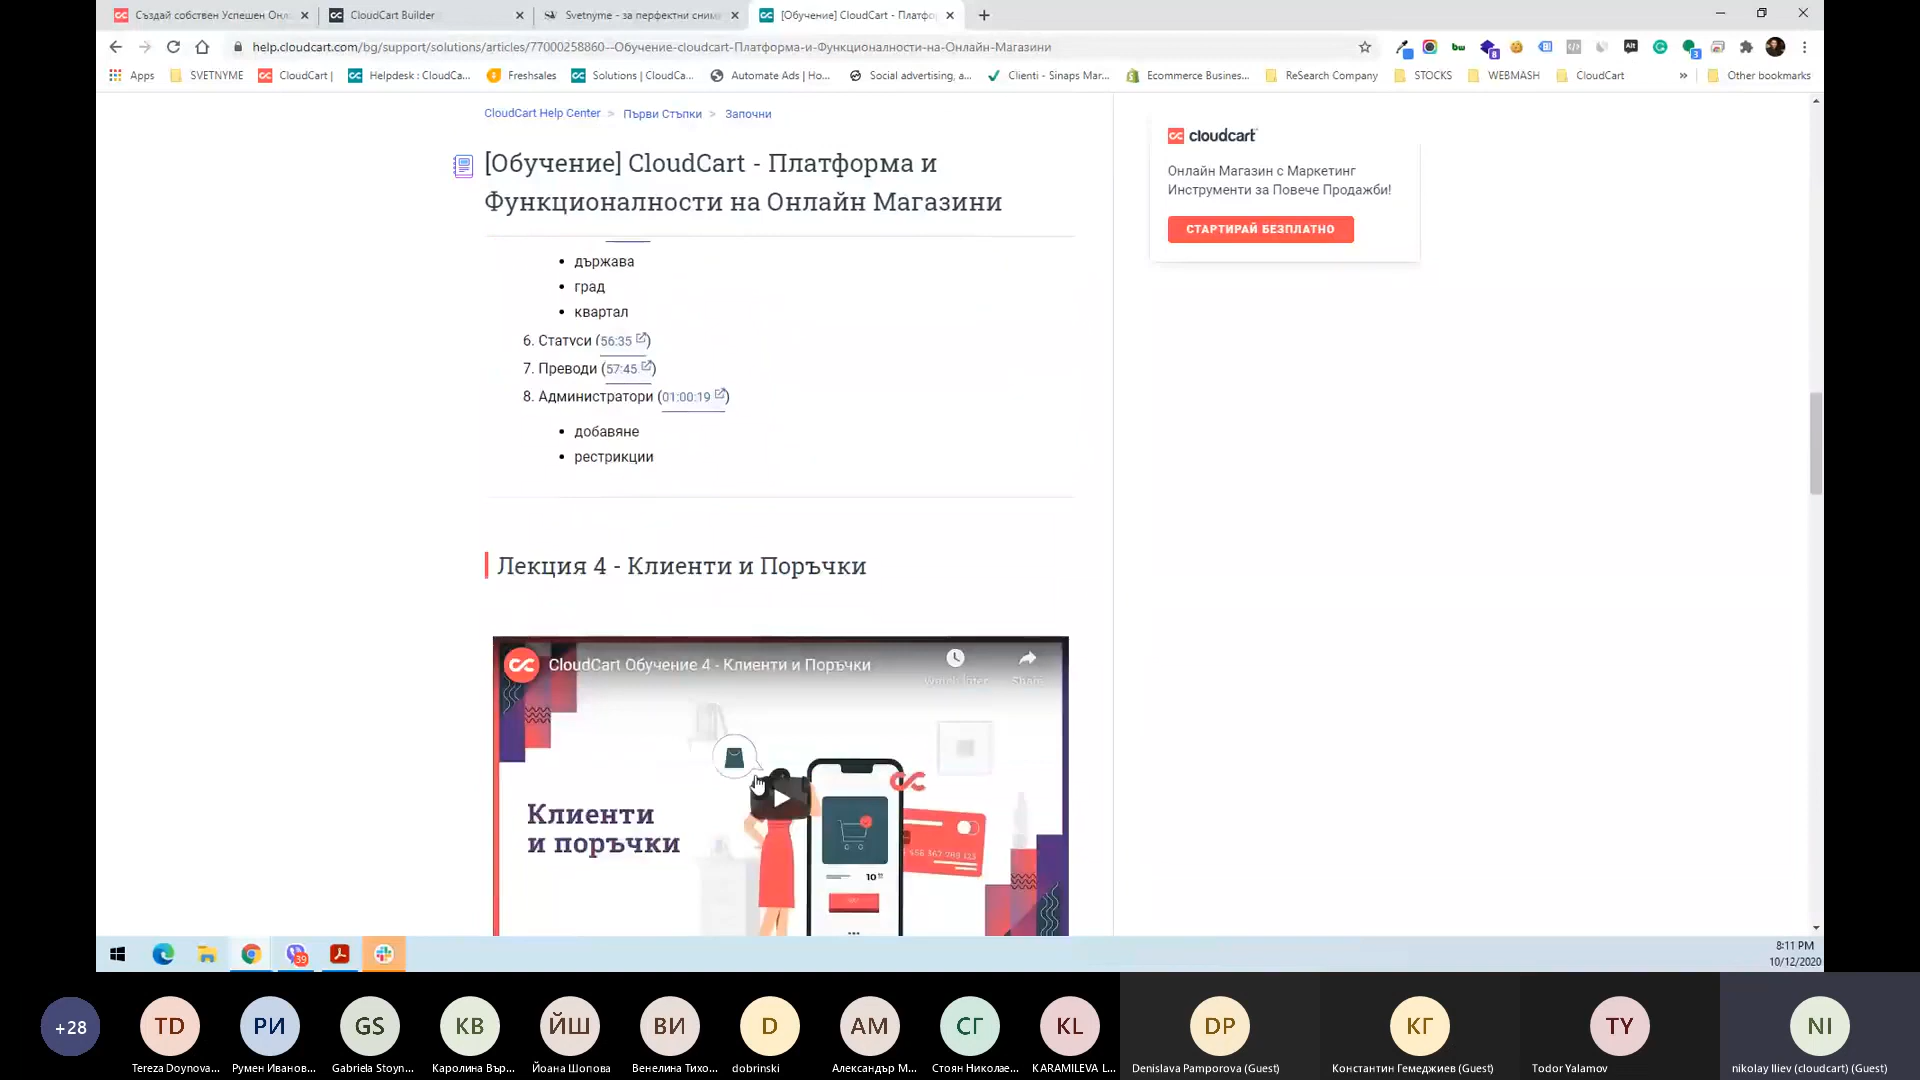 Създай собствен Успешен Онл
CloudCart Builder
Svetnyme - за перфектни сними
[Обучение] CloudCart - Платфо
help.cloudcart.com/bg/support/solutions/articles/77000258860--Обучение-cloudcart-Платформа-и-Функционалности-на-Онлайн-Магазини
Apps
SVETNYME
CloudCart |
Helpdesk : CloudCa...
Freshsales
Solutions | CloudCa...
Automate Ads | Ho...
Social advertising, a...
Clienti - Sinaps Mar...
Ecommerce Busines...
ReSearch Company
STOCKS
WEBMASH
CloudCart
»
Other bookmarks
CloudCart Help Center > Първи Стъпки > Започни
[Обучение] CloudCart - Платформа и
Функционалности на Онлайн Магазини
• държава
• град
• квартал
6. Статуси (56:35)
7. Преводи (57:45)
8. Администратори (01:00:19)
• добавяне
• рестрикции
Лекция 4 - Клиенти и Поръчки
CloudCart Обучение 4 - Клиенти и Поръчки
Watch later
Share
Клиенти
и поръчки
10
cloudcart
Онлайн Магазин с Маркетинг
Инструменти за Повече Продажби!
СТАРТИРАЙ БЕЗПЛАТНО
39
8:11 PM
10/12/2020
+28
TD
РИ
GS
КВ
ЙШ
ВИ
D
АМ
СГ
KL
DP
КГ
TY
NI
Tereza Doynova...
Румен Иванов...
Gabriela Stoyn...
Каролина Вър...
Йоана Шопова
Венелина Тихо...
dobrinski
Александър М...
Стоян Николае...
KARAMILEVA L...
Denislava Pamporova (Guest)
Константин Гемеджиев (Guest)
Todor Yalamov
nikolay Iliev (cloudcart) (Guest)